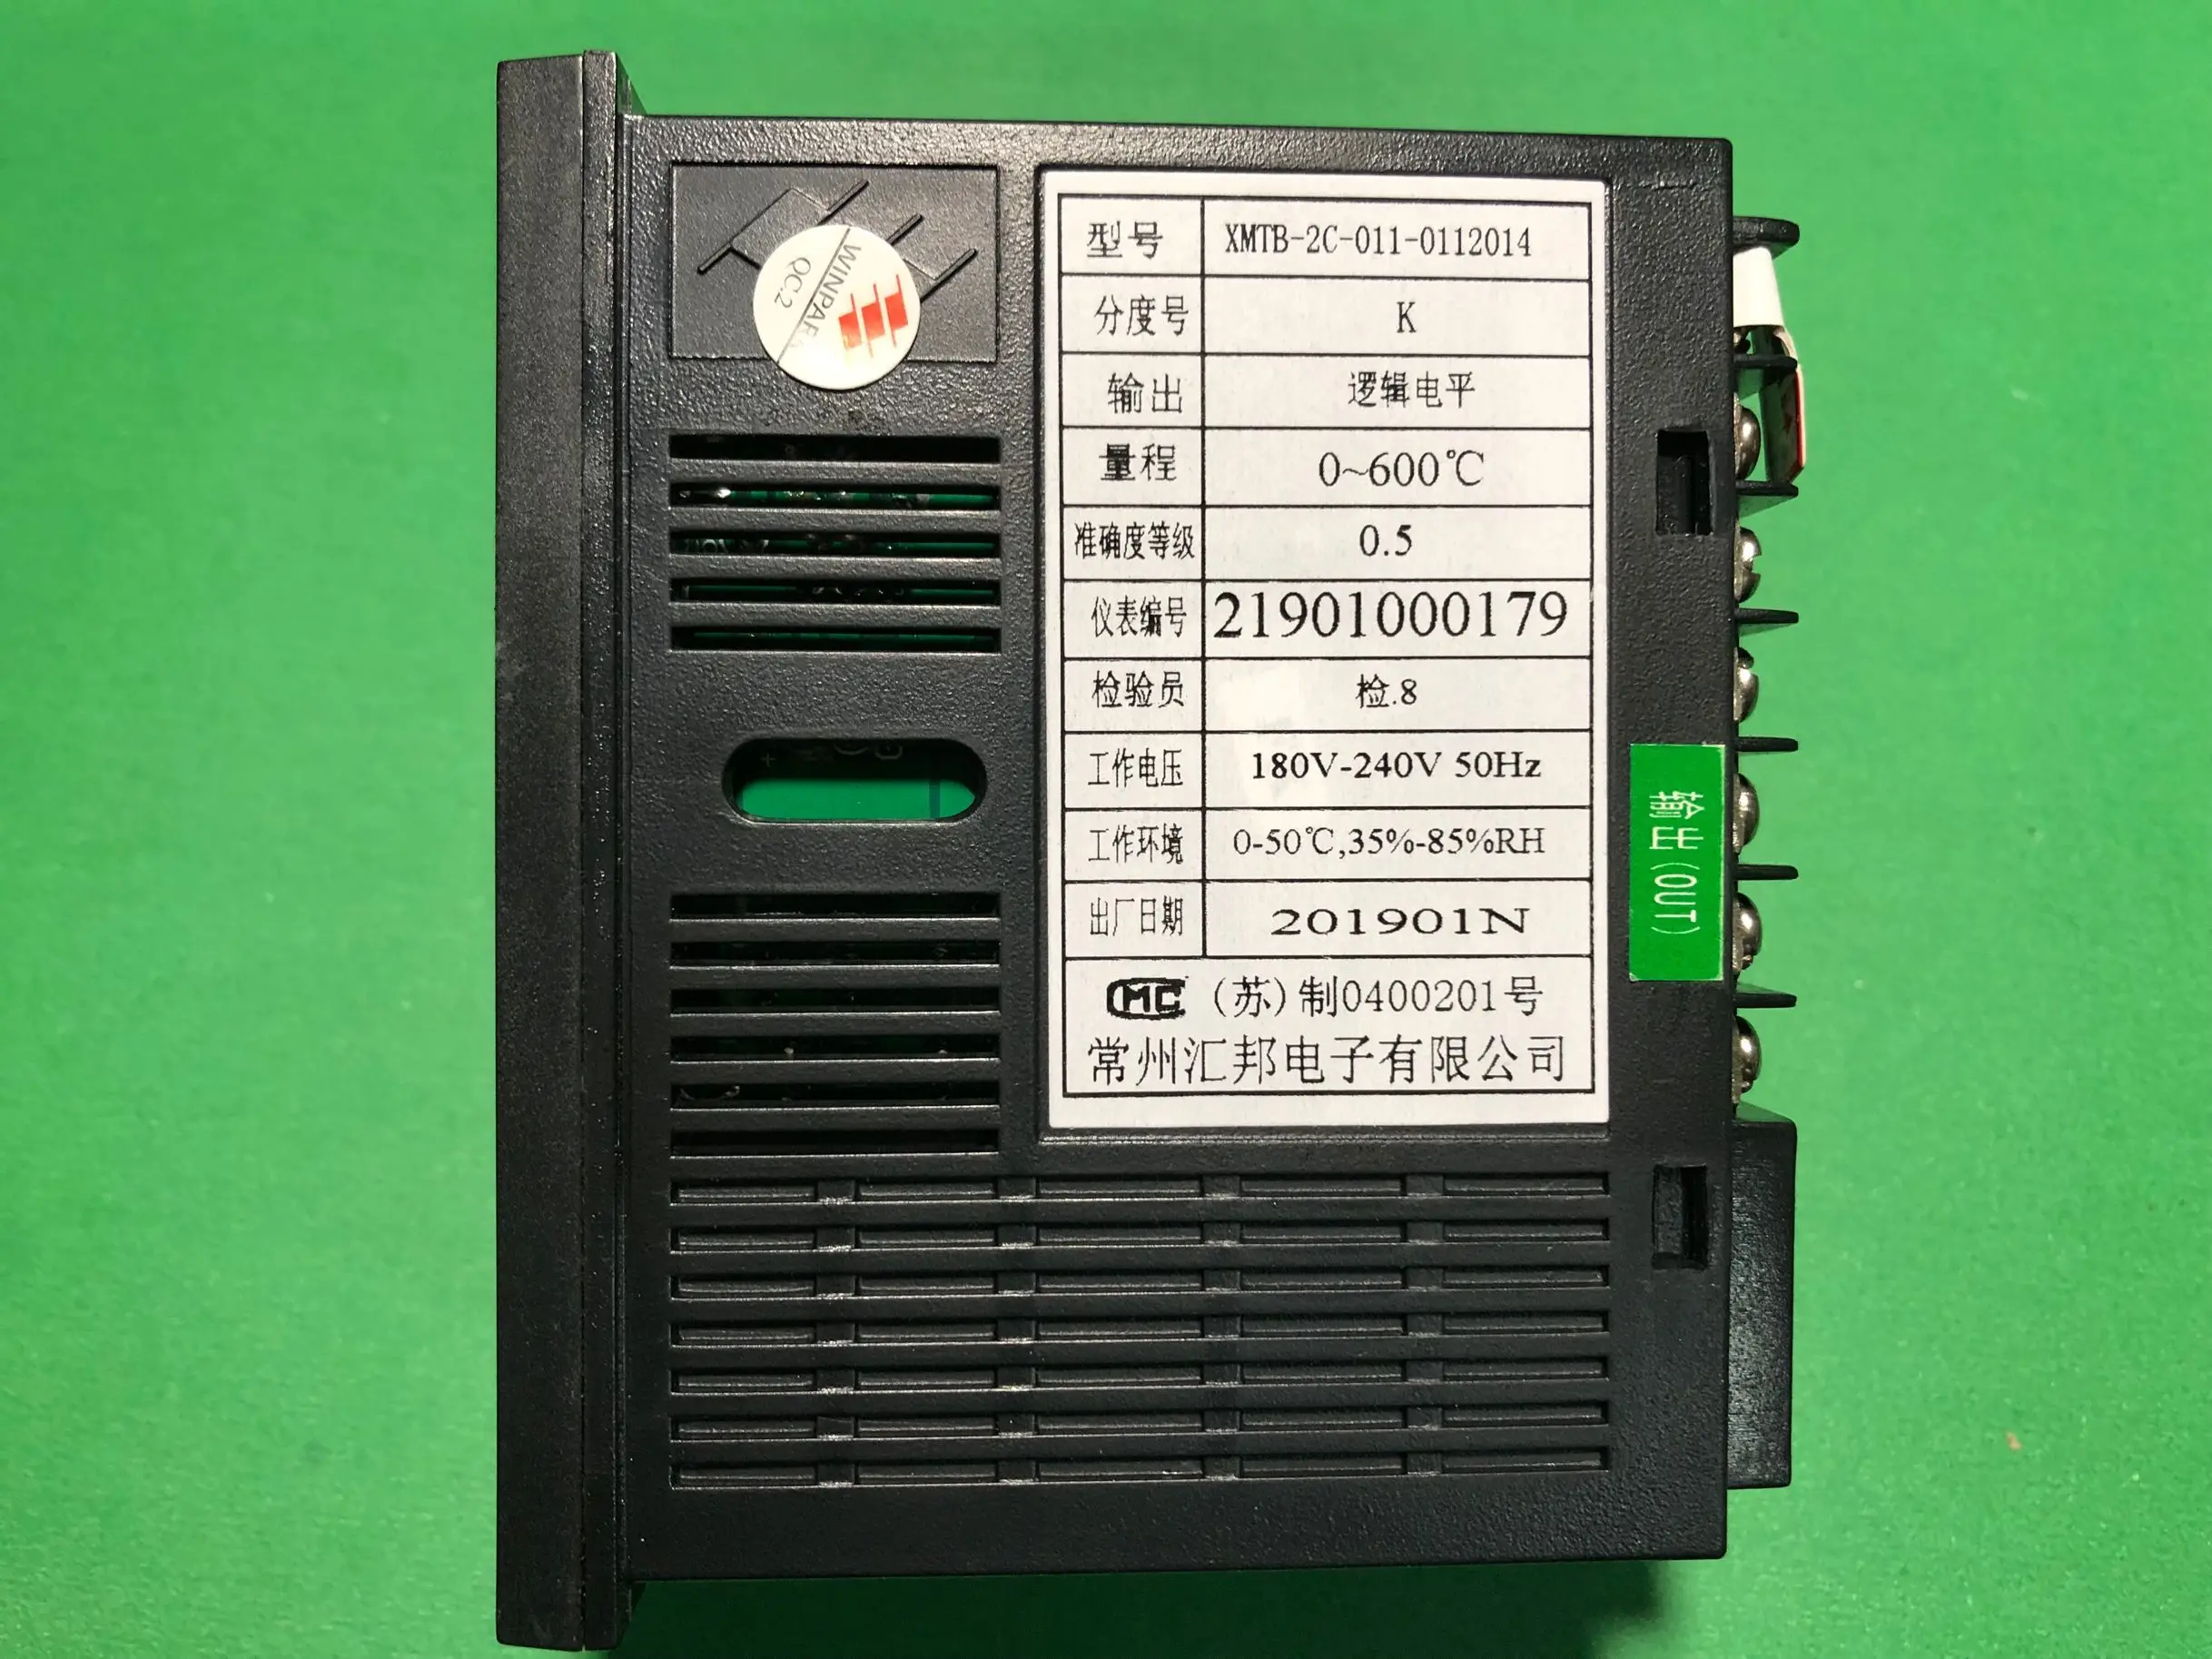 型号 XMTB-2C-011-0112014
分度号 K
输出 逻辑电平
量程 0~600℃
准确度等级 0.5
仪表编号 21901000179
检验员 检.8
工作电压 180V-240V 50Hz
工作环境 0-50℃,35%-85%RH
出厂日期 201901N
CMC (苏)制0400201号
常州汇邦电子有限公司
QC.2
输出(OUT)